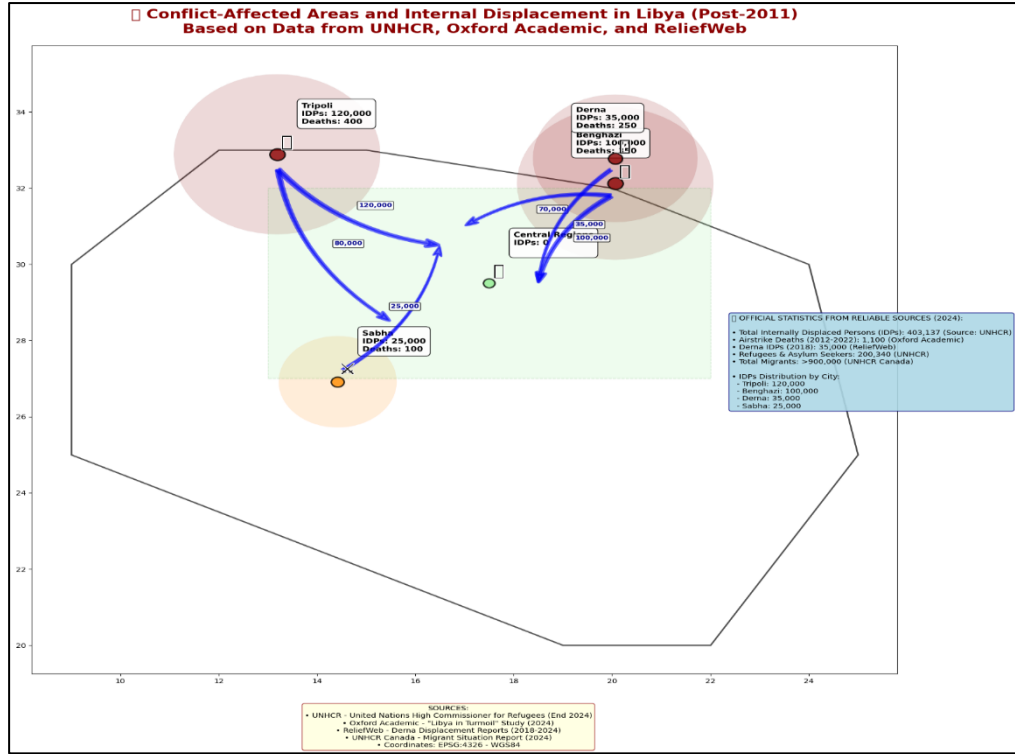 Conflict-Affected Areas and Internal Displacement in Libya (Post-2011)
Based on Data from UNHCR, Oxford Academic, and ReliefWeb
34
32
30
28
26
24
22
20
10
12
14
16
18
20
22
24
Tripoli
IDPs: 120,000
Deaths: 400
Derna
IDPs: 35,000
Deaths: 250
Benghazi
IDPs: 100,000
Deaths:
120,000
80,000
70,000
35,000
100,000
25,000
Central
IDPs: 0
Sabha
IDPs: 25,000
Deaths: 100
OFFICIAL STATISTICS FROM RELIABLE SOURCES (2024):
• Total Internally Displaced Persons (IDPs): 403,137 (Source: UNHCR)
• Airstrike Deaths (2012-2022): 1,100 (Oxford Academic)
• Derna IDPs (2018): 35,000 (ReliefWeb)
• Refugees & Asylum Seekers: 200,340 (UNHCR)
• Total Migrants: >900,000 (UNHCR Canada)
• IDPs Distribution by City:
- Tripoli: 120,000
- Benghazi: 100,000
- Derna: 35,000
- Sabha: 25,000
SOURCES:
• UNHCR - United Nations High Commissioner for Refugees (End 2024)
• Oxford Academic - "Libya in Turmoil" Study (2024)
• ReliefWeb - Derna Displacement Reports (2018-2024)
• UNHCR Canada - Migrant Situation Report (2024)
• Coordinates: EPSG:4326 - WGS84